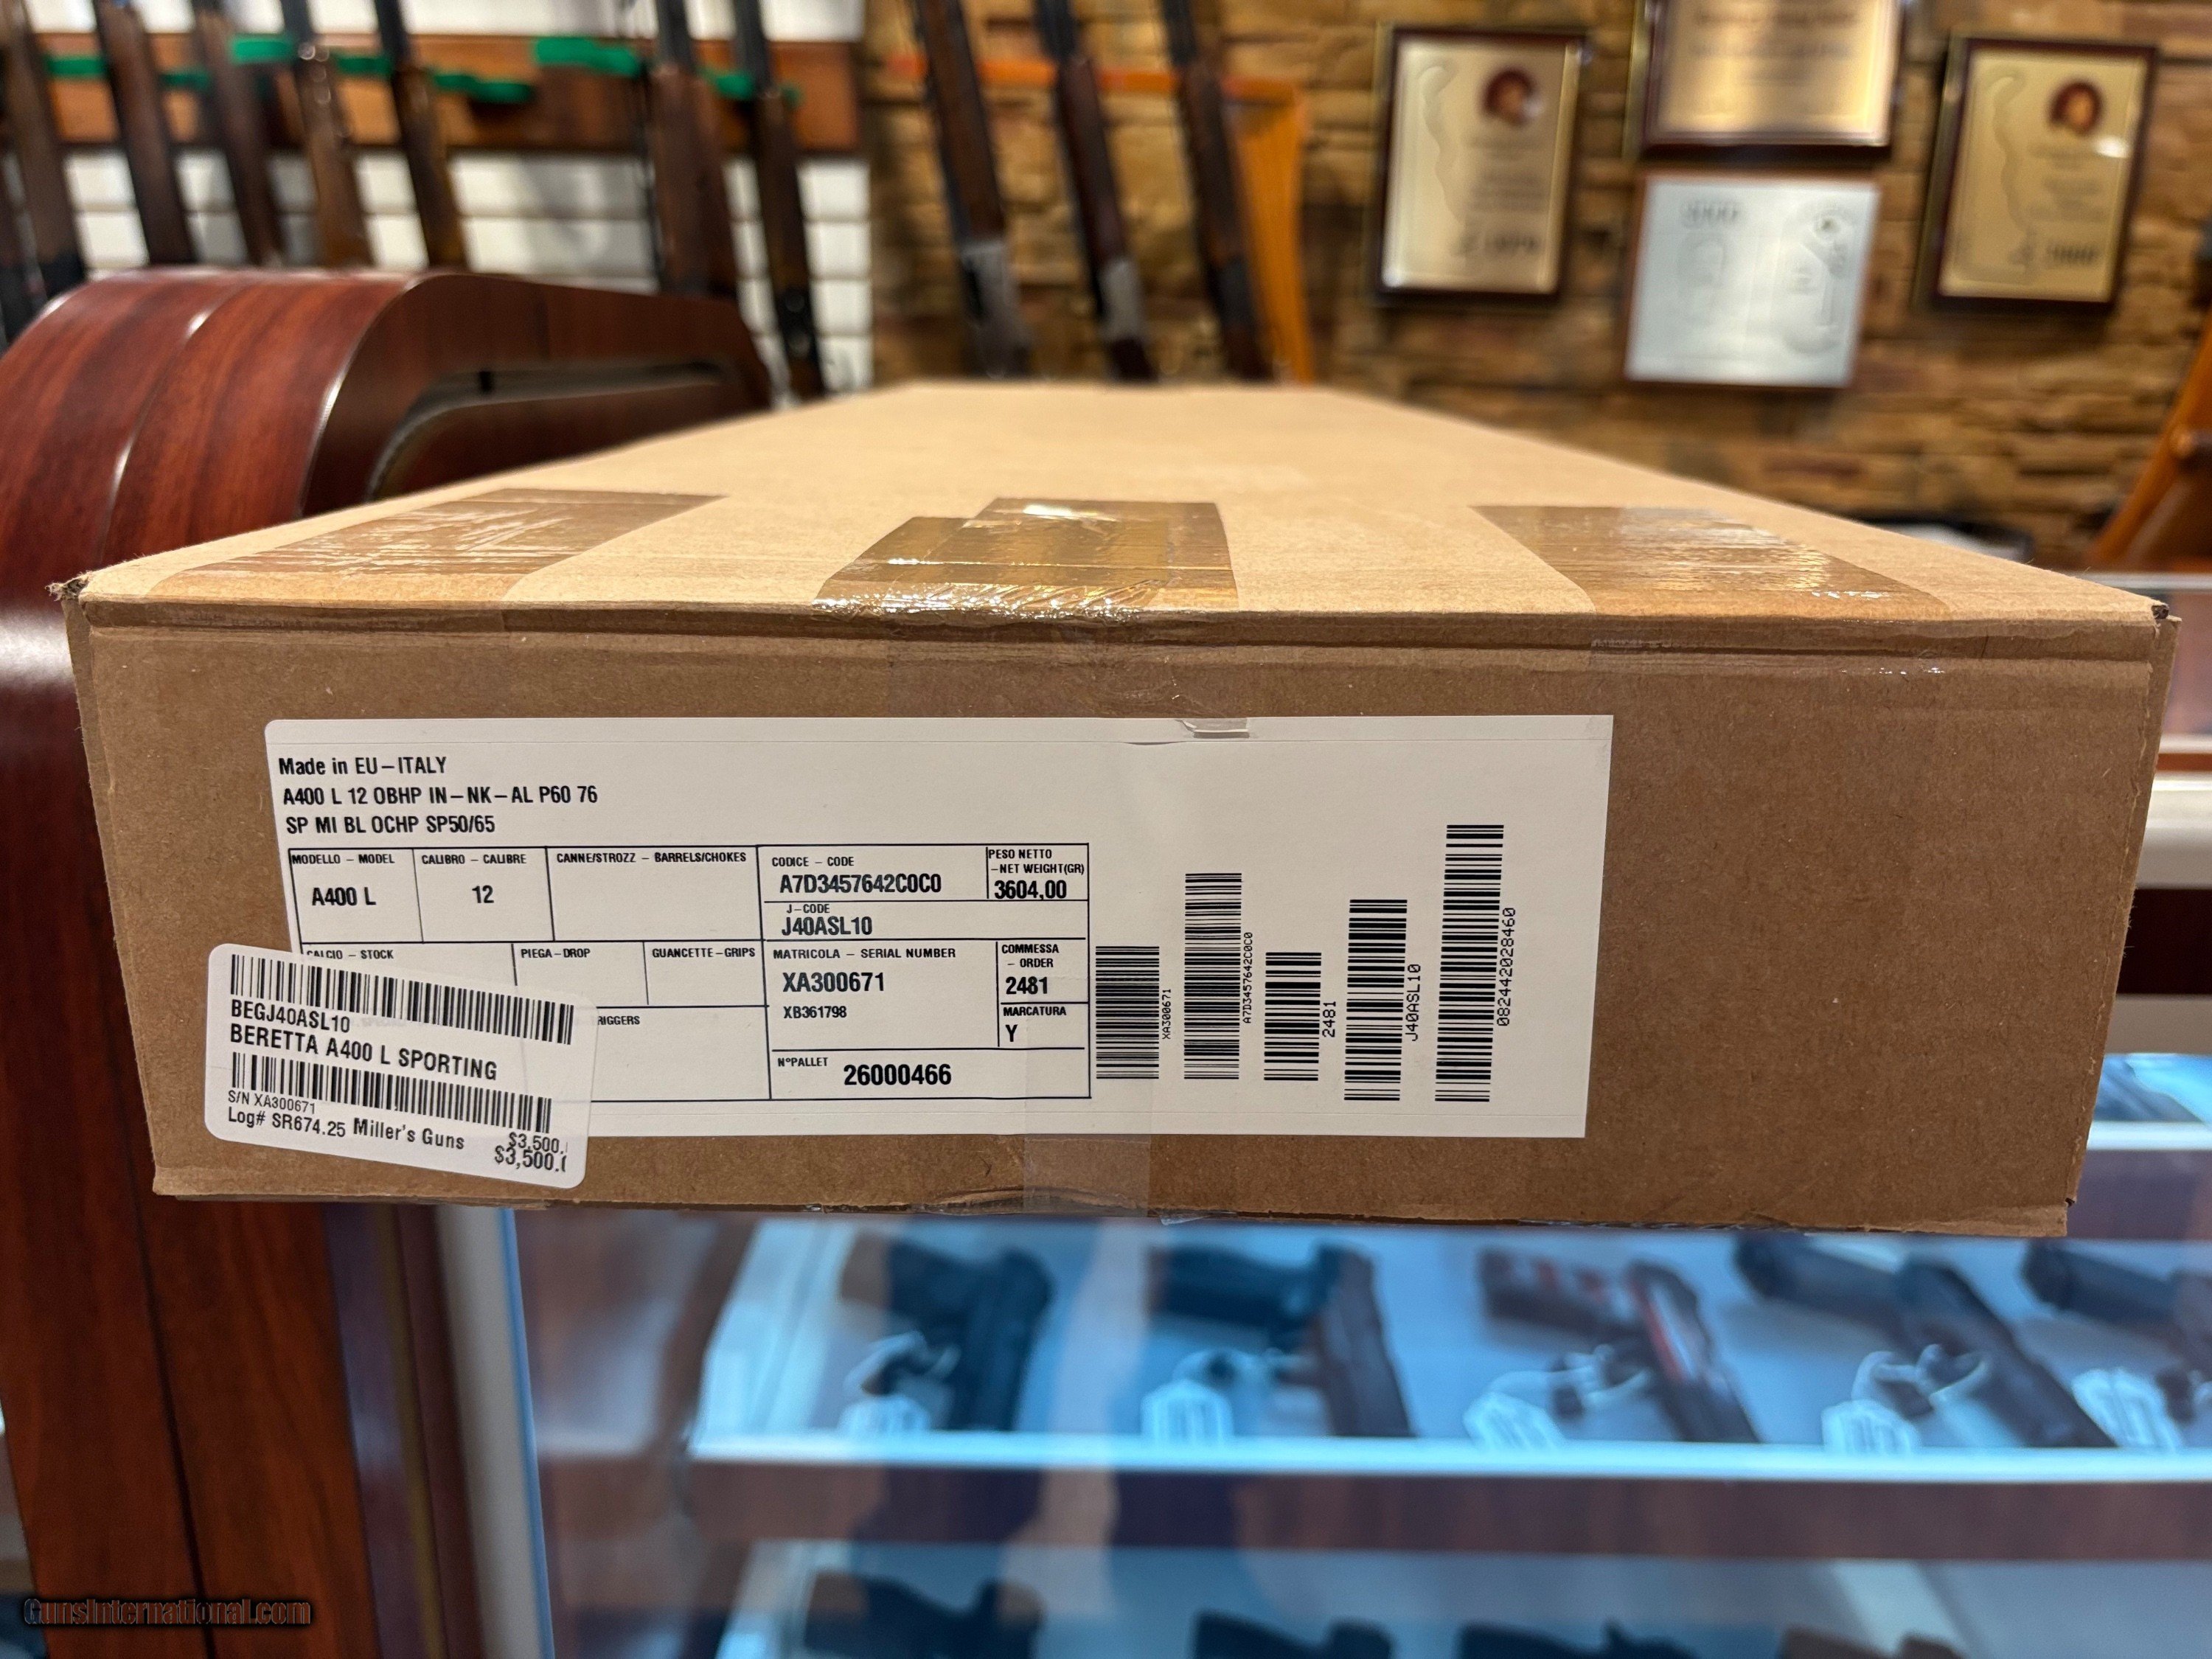 Made in EU-ITALY
A400 L 12 OBHP IN-NK-AL P60 76
SP MI BL OCHP SP50/65
MODELLO - MODEL
A400 L
CALIBRO - CALIBRE
12
CANNE/STROZZ - BARRELS/CHOKES
CODICE - CODE
A7D3457642C0C0
PESO NETTO
-NET WEIGHT(GR)
3604,00
J-CODE
J40ASL10
CALCIO - STOCK
PIEGA-DROP
GUANCETTE-GRIPS
MATRICOLA - SERIAL NUMBER
XA300671
XB361798
COMMESSA
- ORDER
2481
MARCATURA
Y
RIGGERS
N°PALLET
26000466
XA300671
A7D3457642C0C0
2481
J40ASL10
082442028460
BEGJ40ASL10
BERETTA A400 L SPORTING
S/N XA300671
Log# SR674.25 Miller's Guns
$3,500.
$3,500.0
GunsInternational.com